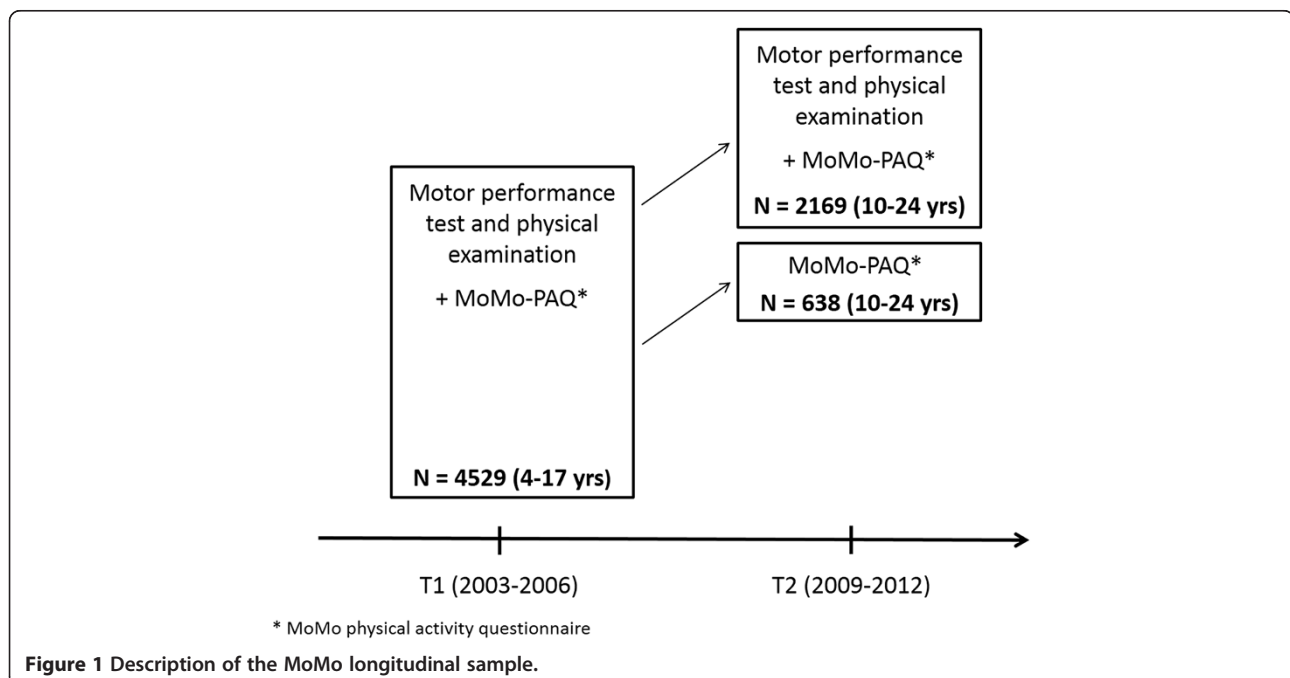 Motor performance
test and physical
examination
+ MoMo-PAQ*
N = 4529 (4-17 yrs)
Motor performance
test and physical
examination
+ MoMo-PAQ*
N = 2169 (10-24 yrs)
MoMo-PAQ*
N = 638 (10-24 yrs)
T1 (2003-2006)
T2 (2009-2012)
* MoMo physical activity questionnaire
Figure 1 Description of the MoMo longitudinal sample.